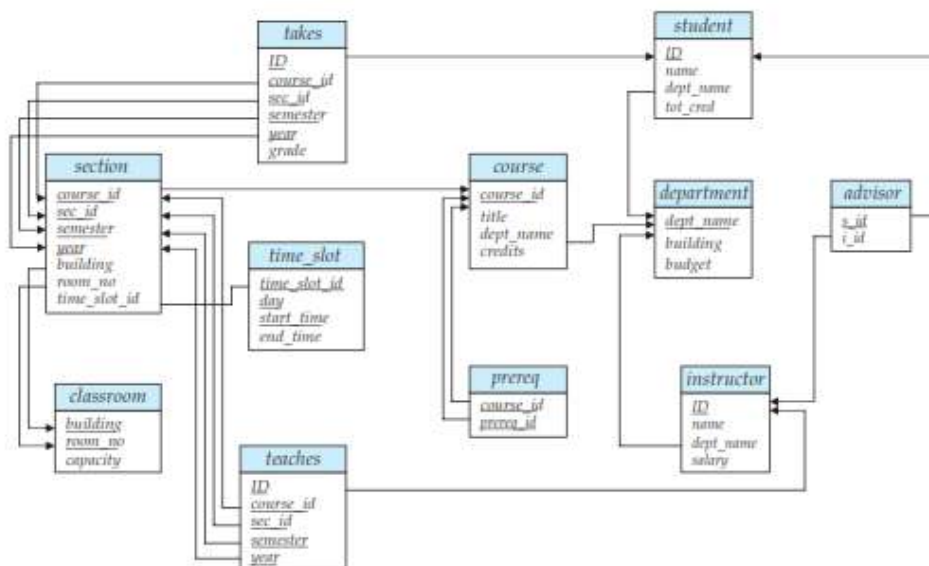 takes
ID
course_id
sec_id
semester
year
grade
student
ID
name
dept_name
tot_cred
section
course_id
sec_id
semester
year
building
room_no
time_slot_id
course
course_id
title
dept_name
credits
department
dept_name
building
budget
advisor
s_id
i_id
time_slot
time_slot_id
day
start_time
end_time
prereq
course_id
prereq_id
instructor
ID
name
dept_name
salary
classroom
building
room_no
capacity
teaches
ID
course_id
sec_id
semester
year